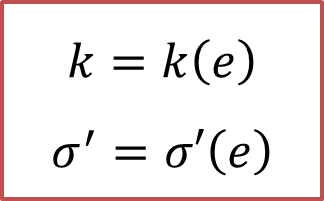 k = k(e)
σ′ = σ′(e)